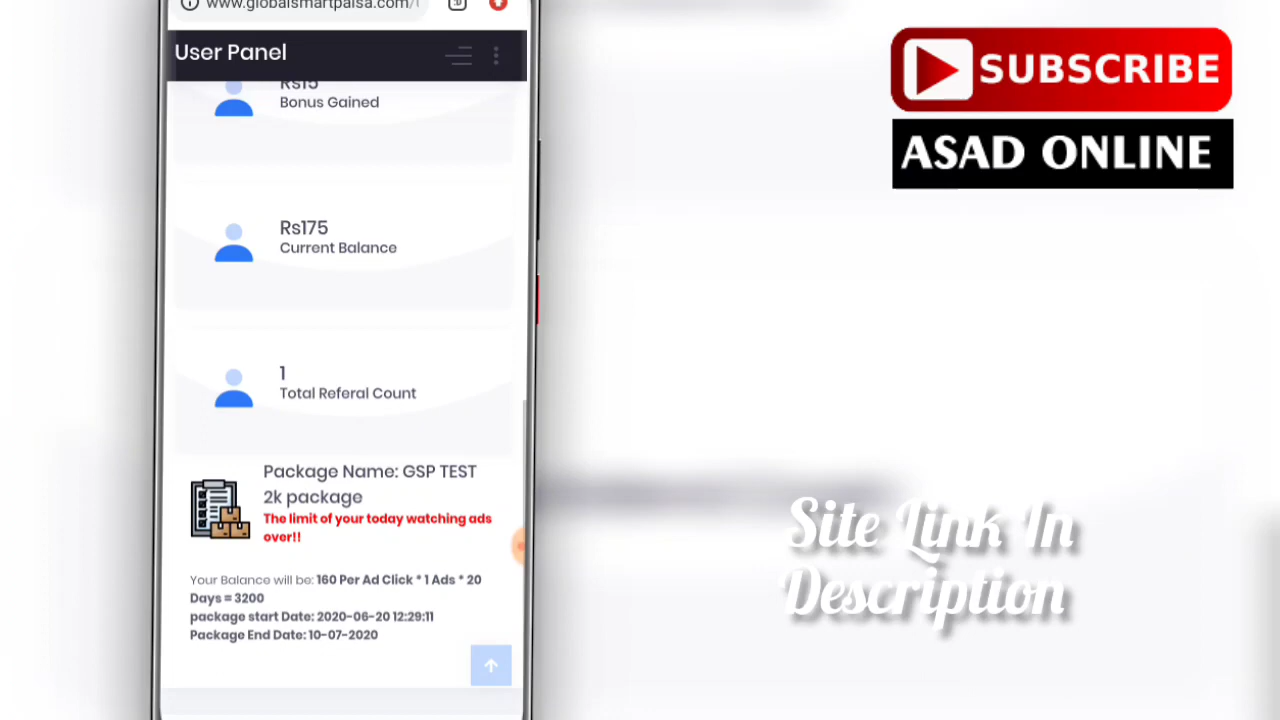 www.globalsmartpaisa.com/
User Panel
Rs15
Bonus Gained
Rs175
Current Balance
1
Total Referal Count
Package Name: GSP TEST
2k package
The limit of your today watching ads
over!!
Your Balance will be: 160 Per Ad Click * 1 Ads * 20
Days = 3200
package start Date: 2020-06-20 12:29:11
Package End Date: 10-07-2020
SUBSCRIBE
ASAD ONLINE
Site Link In
Description